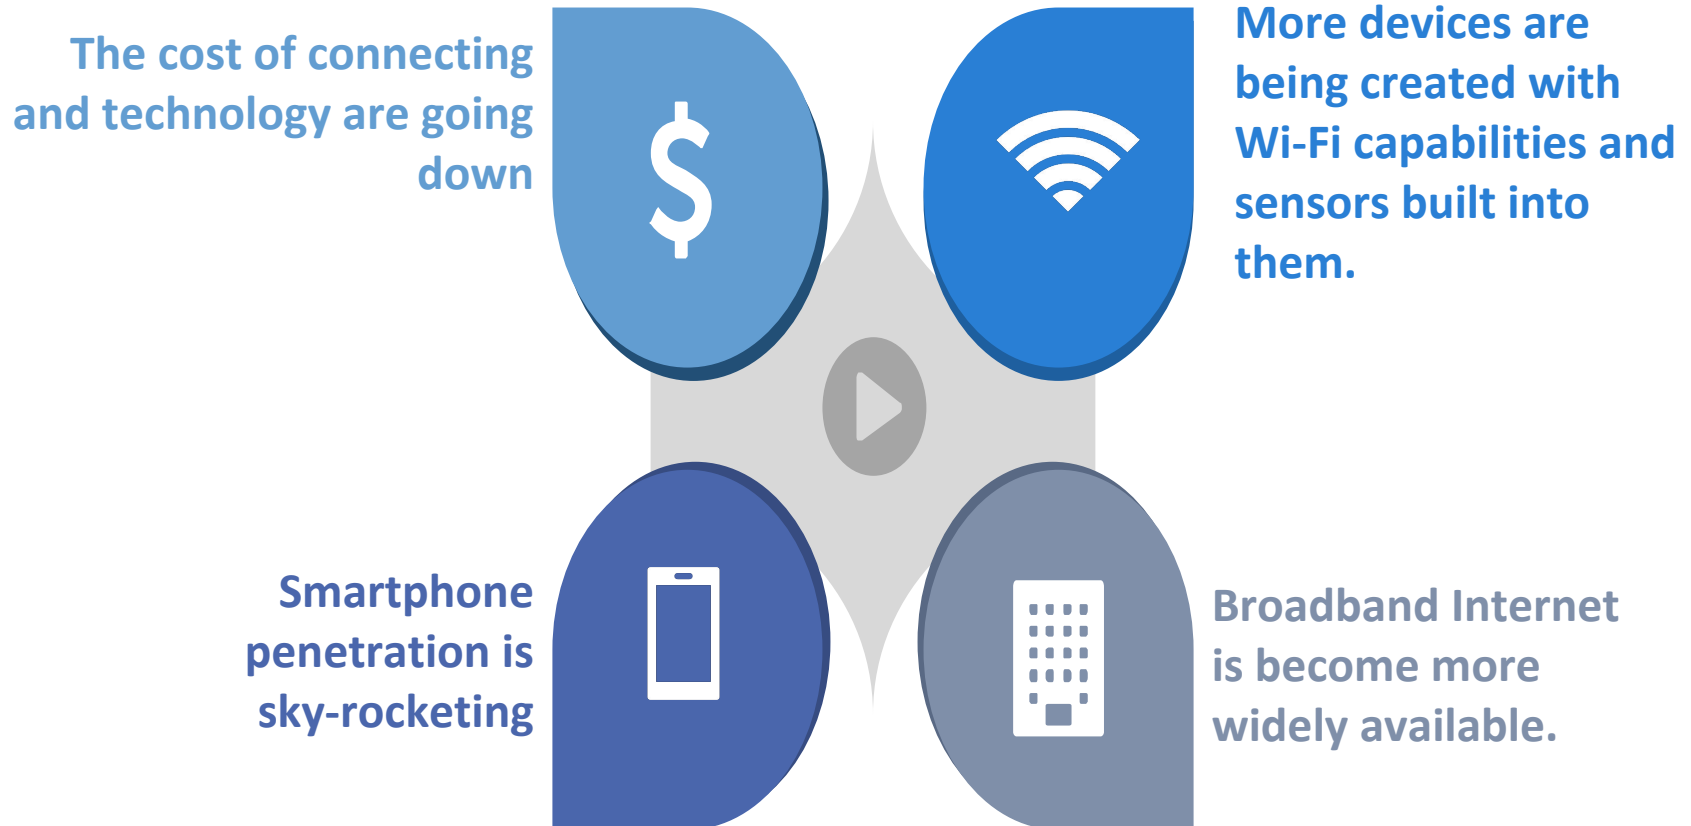 The cost of connecting
and technology are going
down
More devices are
being created with
Wi-Fi capabilities and
sensors built into
them.
Smartphone
penetration is
sky-rocketing
Broadband Internet
is become more
widely available.